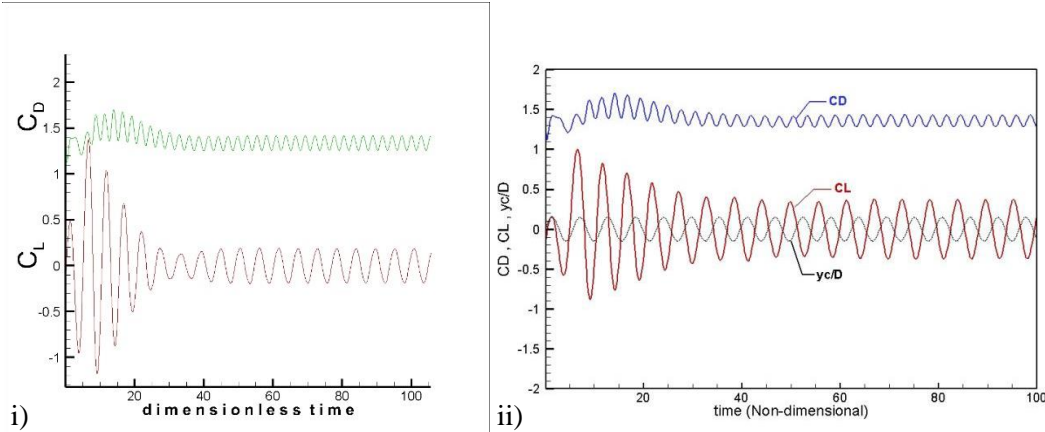 2
1.5
1
0.5
0
-0.5
-1
C_D
C_L
20
40
60
80
100
dimensionless time
i)
2
1.5
1
0.5
0
-0.5
-1
-1.5
-2
CD, CL, yc/D
CD
CL
yc/D
0
20
40
60
80
100
time (Non-dimensional)
ii)